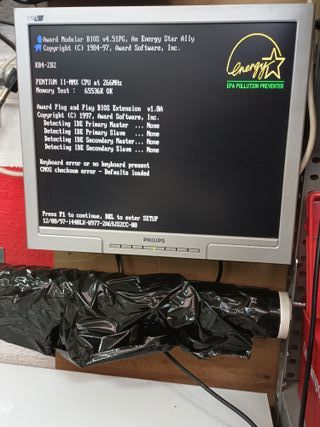 Award Modular BIOS v4.51PG, An Energy Star Ally
Copyright (C) 1984-97, Award Software, Inc.
energy
EPA POLLUTION PREVENTER
PENTIUM II-MMX CPU at 266MHz
Memory Test : 65536K OK
Award Plug and Play BIOS Extension v1.0A
Copyright (C) 1997, Award Software, Inc.
Detecting IDE Primary Master ... None
Detecting IDE Primary Slave ... None
Detecting IDE Secondary Master... None
Detecting IDE Secondary Slave ... None
Keyboard error or no keyboard present
CMOS checksum error - Defaults loaded
Press F1 to continue, DEL to enter SETUP
PHILIPS